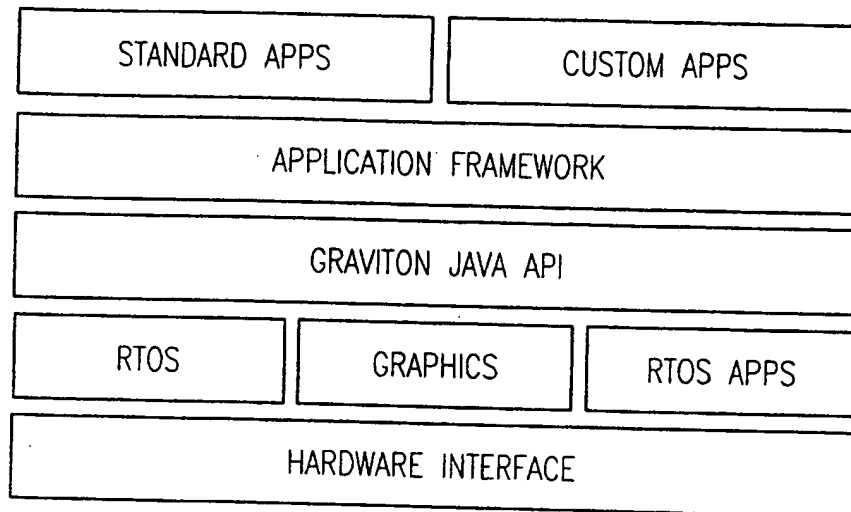 STANDARD APPS
CUSTOM APPS
APPLICATION FRAMEWORK
GRAVITON JAVA API
RTOS
GRAPHICS
RTOS APPS
HARDWARE INTERFACE